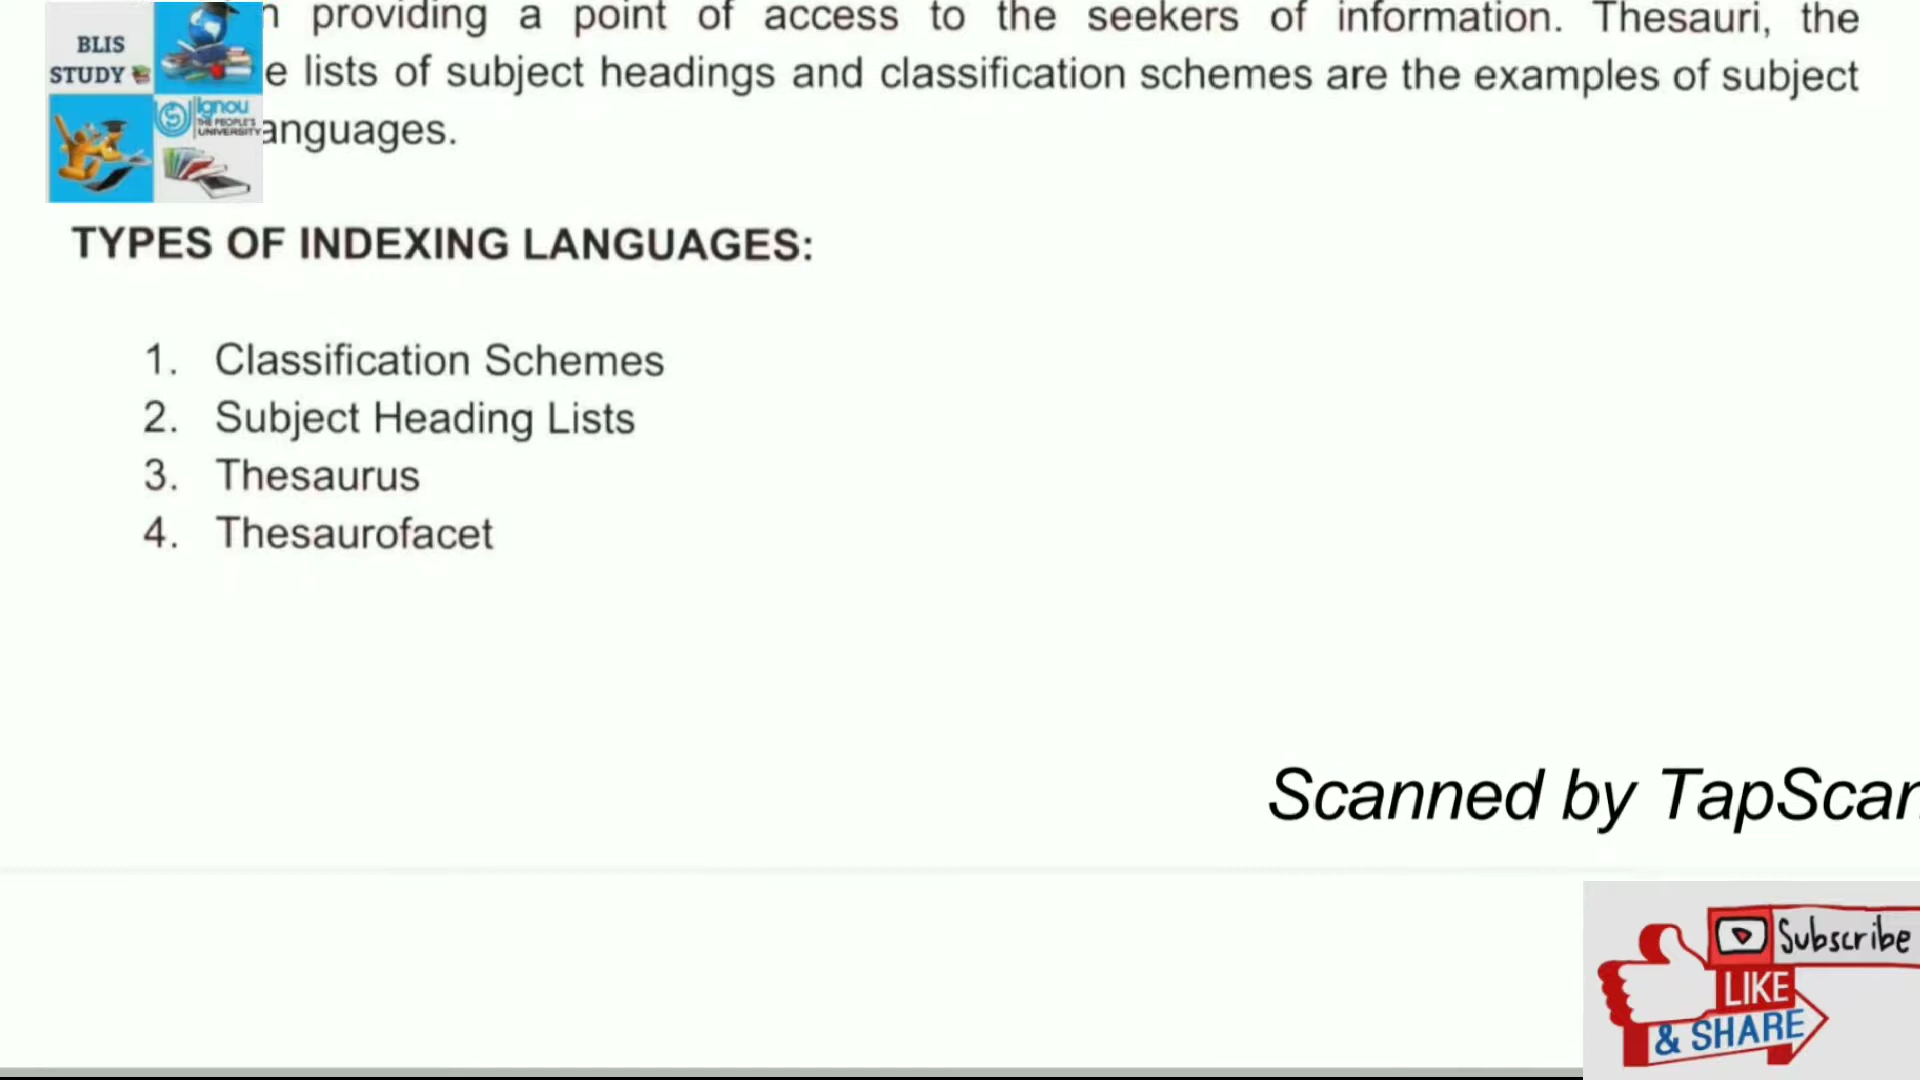 providing a point of access to the seekers of information. Thesauri, the
e lists of subject headings and classification schemes are the examples of subject
anguages.
BLIS
STUDY
ignou
THE PEOPLE'S
UNIVERSITY
TYPES OF INDEXING LANGUAGES:
1. Classification Schemes
2. Subject Heading Lists
3. Thesaurus
4. Thesaurofacet
Scanned by TapScan
Subscribe
LIKE
& SHARE